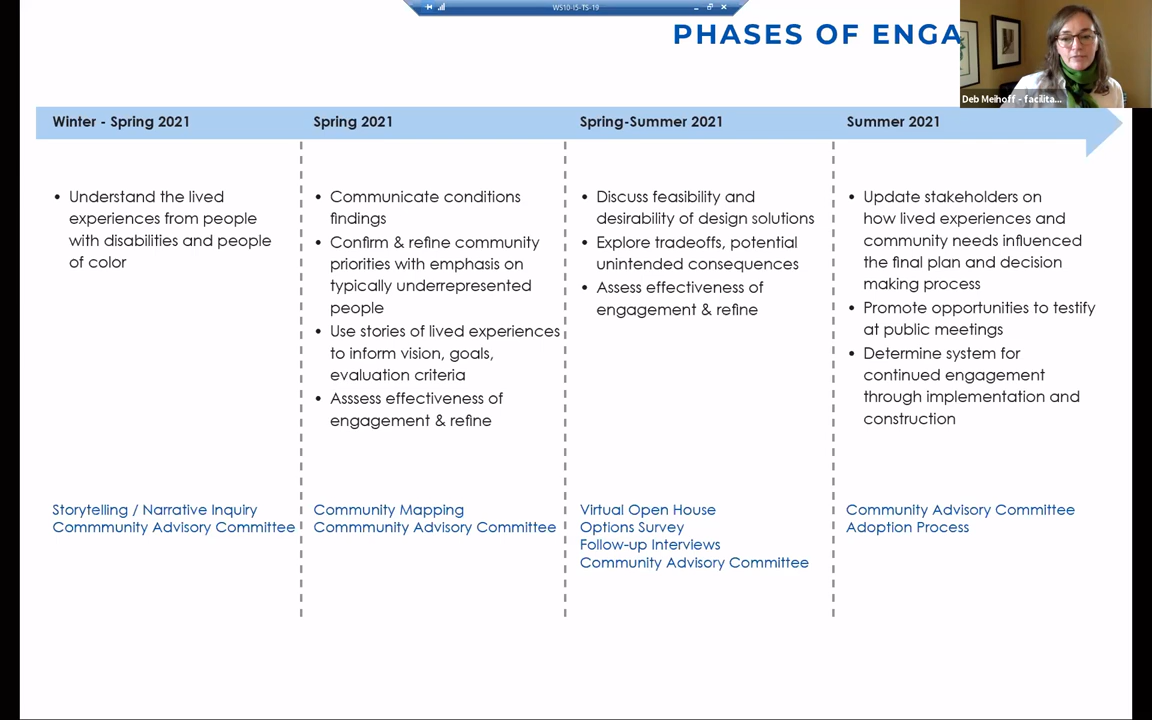 WS10-IS-TS-19
PHASES OF ENGA
Deb Meihoff - facilita...
Winter - Spring 2021
Understand the lived
experiences from people
with disabilities and people
of color
Storytelling / Narrative Inquiry
Commmunity Advisory Committee
Spring 2021
Communicate conditions
findings
Confirm & refine community
priorities with emphasis on
typically underrepresented
people
Use stories of lived experiences
to inform vision, goals,
evaluation criteria
Asssess effectiveness of
engagement & refine
Community Mapping
Commmunity Advisory Committee
Spring-Summer 2021
Discuss feasibility and
desirability of design solutions
Explore tradeoffs, potential
unintended consequences
Assess effectiveness of
engagement & refine
Virtual Open House
Options Survey
Follow-up Interviews
Community Advisory Committee
Summer 2021
Update stakeholders on
how lived experiences and
community needs influenced
the final plan and decision
making process
Promote opportunities to testify
at public meetings
Determine system for
continued engagement
through implementation and
construction
Community Advisory Committee
Adoption Process